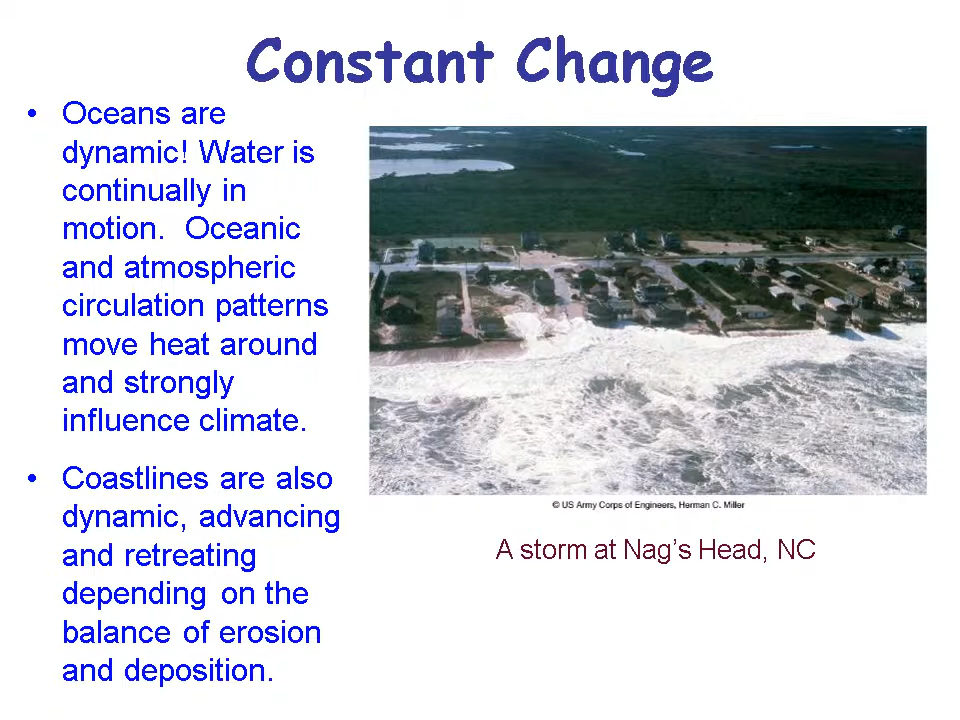 Constant Change
• Oceans are
dynamic! Water is
continually in
motion.  Oceanic
and atmospheric
circulation patterns
move heat around
and strongly
influence climate.
• Coastlines are also
dynamic, advancing
and retreating
depending on the
balance of erosion
and deposition.
© US Army Corps of Engineers, Herman C. Miller
A storm at Nag's Head, NC